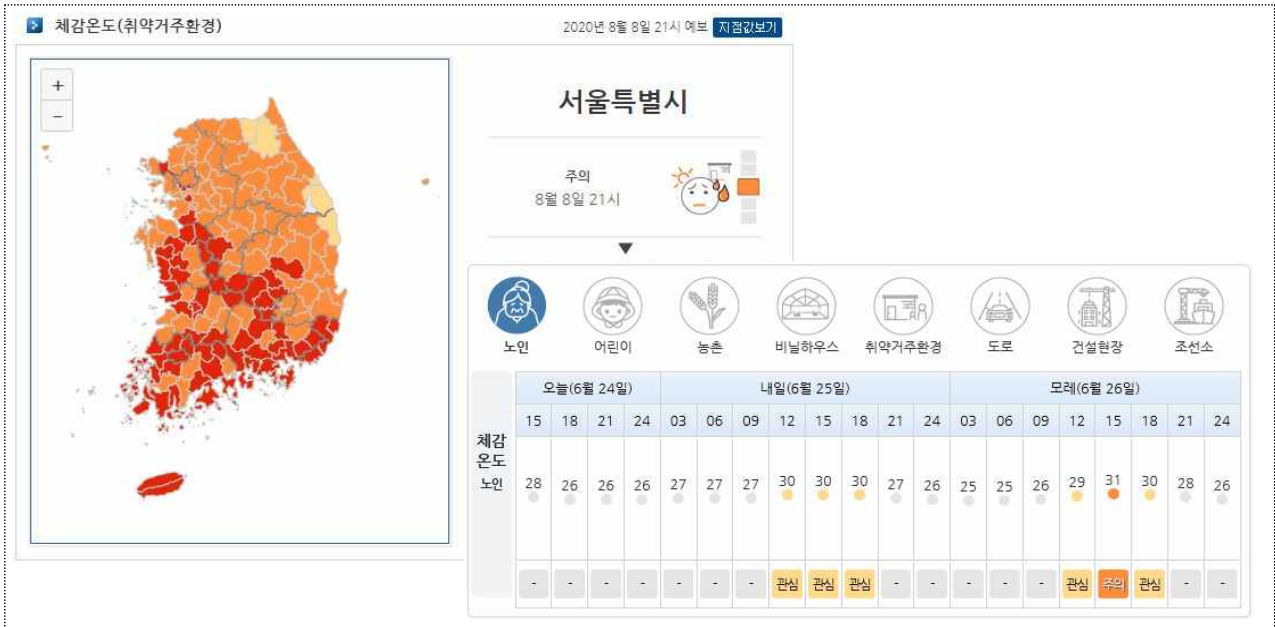 체감온도(취약거주환경)
2020년 8월 8일 21시 예보 지점값보기
+
−
서울특별시
주의
8월 8일 21시
▼
노인 어린이 농촌 비닐하우스 취약거주환경 도로 건설현장 조선소
오늘(6월 24일) 내일(6월 25일) 모레(6월 26일)
15 18 21 24 03 06 09 12 15 18 21 24 03 06 09 12 15 18 21 24
체감
온도
노인 28 26 26 26 27 27 27 30 30 30 27 26 25 25 26 29 31 30 28 26
- - - - - - - 관심 관심 관심 - - - - - 관심 주의 관심 - -